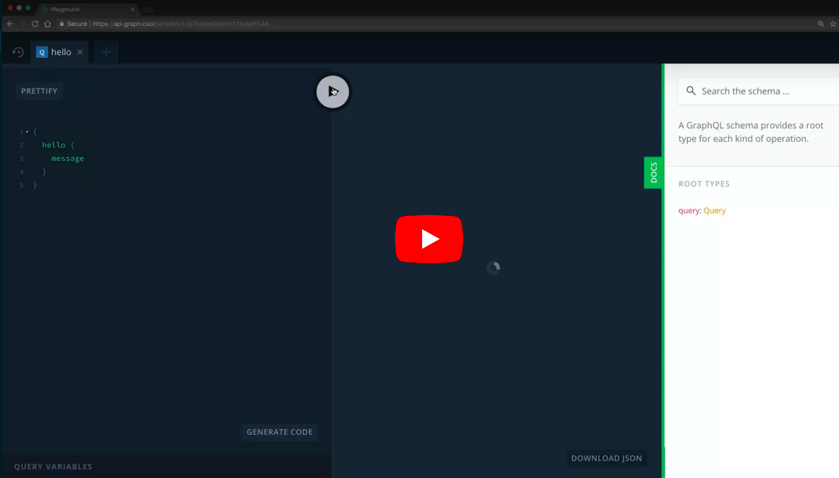 Playground
Secure https://api.graph.cool/simple/v1/
Q hello
PRETTIFY
1 {
2 hello {
3 message
4 }
5 }
GENERATE CODE
QUERY VARIABLES
DOWNLOAD JSON
DOCS
Search the schema ...
A GraphQL schema provides a root
type for each kind of operation.
ROOT TYPES
query: Query